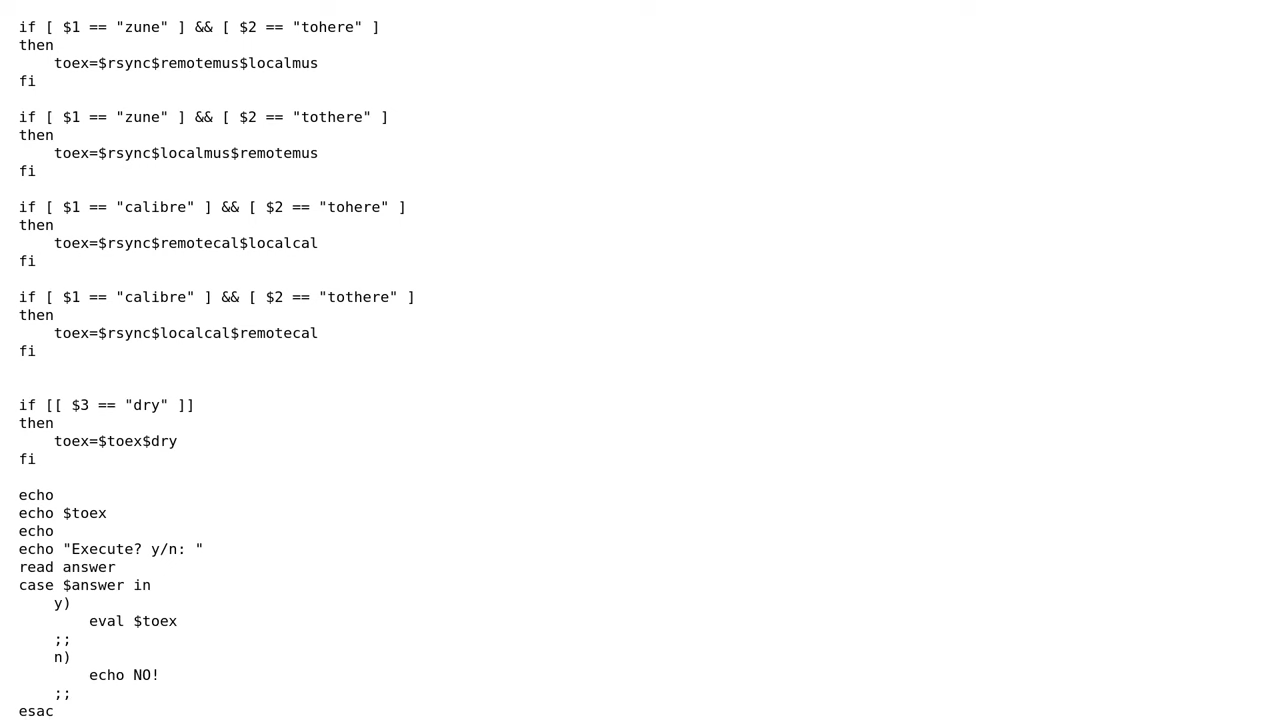 if [ $1 == "zune" ] && [ $2 == "tohere" ]
then
    toex=$rsync$remotemus$localmus
fi

if [ $1 == "zune" ] && [ $2 == "tothere" ]
then
    toex=$rsync$localmus$remotemus
fi

if [ $1 == "calibre" ] && [ $2 == "tohere" ]
then
    toex=$rsync$remotecal$localcal
fi

if [ $1 == "calibre" ] && [ $2 == "tothere" ]
then
    toex=$rsync$localcal$remotecal
fi


if [[ $3 == "dry" ]]
then
    toex=$toex$dry
fi

echo
echo $toex
echo
echo "Execute? y/n: "
read answer
case $answer in
    y)
        eval $toex
    ;;
    n)
        echo NO!
    ;;
esac